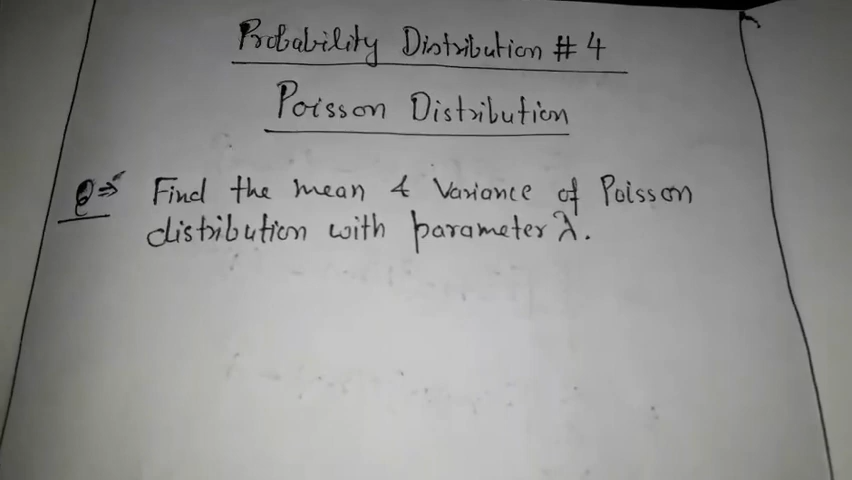 Probability Distribution # 4
Poisson Distribution
Q⇒ Find the mean & Variance of Poisson
distribution with parameter λ.